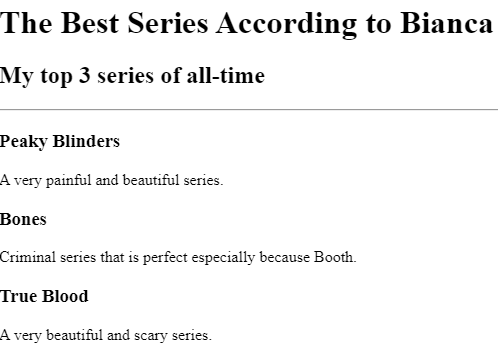 The Best Series According to Bianca
My top 3 series of all-time
Peaky Blinders
A very painful and beautiful series.
Bones
Criminal series that is perfect especially because Booth.
True Blood
A very beautiful and scary series.